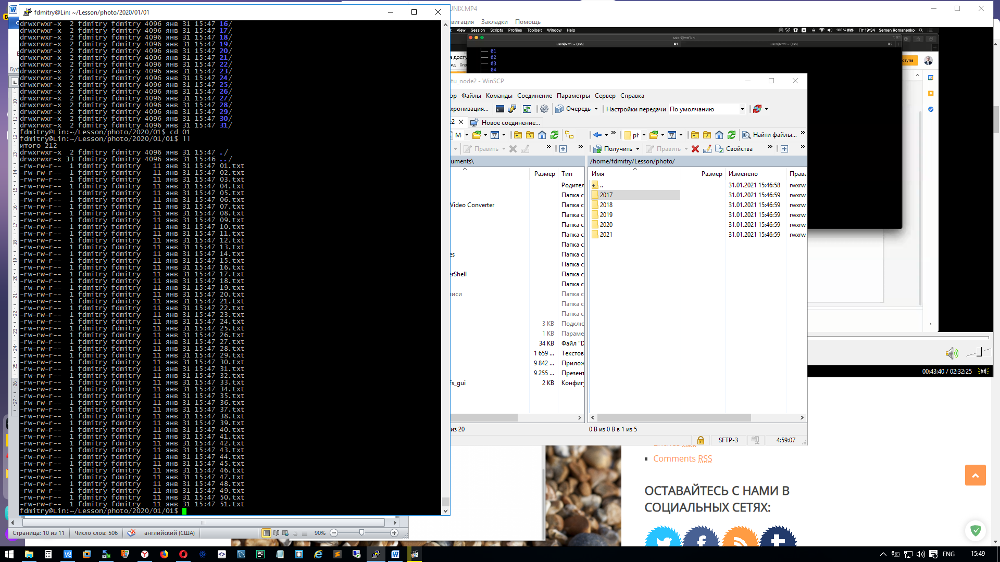 fdmitry@Lin: ~/Lesson/photo/2020/01/01
drwxrwxr-x  2 fdmitry fdmitry 4096 янв 31 15:47 16/
drwxrwxr-x  2 fdmitry fdmitry 4096 янв 31 15:47 17/
drwxrwxr-x  2 fdmitry fdmitry 4096 янв 31 15:47 18/
drwxrwxr-x  2 fdmitry fdmitry 4096 янв 31 15:47 19/
drwxrwxr-x  2 fdmitry fdmitry 4096 янв 31 15:47 20/
drwxrwxr-x  2 fdmitry fdmitry 4096 янв 31 15:47 21/
drwxrwxr-x  2 fdmitry fdmitry 4096 янв 31 15:47 22/
drwxrwxr-x  2 fdmitry fdmitry 4096 янв 31 15:47 23/
drwxrwxr-x  2 fdmitry fdmitry 4096 янв 31 15:47 24/
drwxrwxr-x  2 fdmitry fdmitry 4096 янв 31 15:47 25/
drwxrwxr-x  2 fdmitry fdmitry 4096 янв 31 15:47 26/
drwxrwxr-x  2 fdmitry fdmitry 4096 янв 31 15:47 27/
drwxrwxr-x  2 fdmitry fdmitry 4096 янв 31 15:47 28/
drwxrwxr-x  2 fdmitry fdmitry 4096 янв 31 15:47 29/
drwxrwxr-x  2 fdmitry fdmitry 4096 янв 31 15:47 30/
drwxrwxr-x  2 fdmitry fdmitry 4096 янв 31 15:47 31/
fdmitry@Lin:~/Lesson/photo/2020/01$ cd 01
fdmitry@Lin:~/Lesson/photo/2020/01/01$ ll
итого 212
drwxrwxr-x  2 fdmitry fdmitry 4096 янв 31 15:47 ./
drwxrwxr-x 33 fdmitry fdmitry 4096 янв 31 15:46 ../
-rw-rw-r--  1 fdmitry fdmitry   11 янв 31 15:47 01.txt
-rw-rw-r--  1 fdmitry fdmitry   11 янв 31 15:47 02.txt
-rw-rw-r--  1 fdmitry fdmitry   11 янв 31 15:47 03.txt
-rw-rw-r--  1 fdmitry fdmitry   11 янв 31 15:47 04.txt
-rw-rw-r--  1 fdmitry fdmitry   11 янв 31 15:47 05.txt
-rw-rw-r--  1 fdmitry fdmitry   11 янв 31 15:47 06.txt
-rw-rw-r--  1 fdmitry fdmitry   11 янв 31 15:47 07.txt
-rw-rw-r--  1 fdmitry fdmitry   11 янв 31 15:47 08.txt
-rw-rw-r--  1 fdmitry fdmitry   11 янв 31 15:47 09.txt
-rw-rw-r--  1 fdmitry fdmitry   11 янв 31 15:47 10.txt
-rw-rw-r--  1 fdmitry fdmitry   11 янв 31 15:47 11.txt
-rw-rw-r--  1 fdmitry fdmitry   11 янв 31 15:47 12.txt
-rw-rw-r--  1 fdmitry fdmitry   11 янв 31 15:47 13.txt
-rw-rw-r--  1 fdmitry fdmitry   11 янв 31 15:47 14.txt
-rw-rw-r--  1 fdmitry fdmitry   11 янв 31 15:47 15.txt
-rw-rw-r--  1 fdmitry fdmitry   11 янв 31 15:47 16.txt
-rw-rw-r--  1 fdmitry fdmitry   11 янв 31 15:47 17.txt
-rw-rw-r--  1 fdmitry fdmitry   11 янв 31 15:47 18.txt
-rw-rw-r--  1 fdmitry fdmitry   11 янв 31 15:47 19.txt
-rw-rw-r--  1 fdmitry fdmitry   11 янв 31 15:47 20.txt
-rw-rw-r--  1 fdmitry fdmitry   11 янв 31 15:47 21.txt
-rw-rw-r--  1 fdmitry fdmitry   11 янв 31 15:47 22.txt
-rw-rw-r--  1 fdmitry fdmitry   11 янв 31 15:47 23.txt
-rw-rw-r--  1 fdmitry fdmitry   11 янв 31 15:47 24.txt
-rw-rw-r--  1 fdmitry fdmitry   11 янв 31 15:47 25.txt
-rw-rw-r--  1 fdmitry fdmitry   11 янв 31 15:47 26.txt
-rw-rw-r--  1 fdmitry fdmitry   11 янв 31 15:47 27.txt
-rw-rw-r--  1 fdmitry fdmitry   11 янв 31 15:47 28.txt
-rw-rw-r--  1 fdmitry fdmitry   11 янв 31 15:47 29.txt
-rw-rw-r--  1 fdmitry fdmitry   11 янв 31 15:47 30.txt
-rw-rw-r--  1 fdmitry fdmitry   11 янв 31 15:47 31.txt
-rw-rw-r--  1 fdmitry fdmitry   11 янв 31 15:47 32.txt
-rw-rw-r--  1 fdmitry fdmitry   11 янв 31 15:47 33.txt
-rw-rw-r--  1 fdmitry fdmitry   11 янв 31 15:47 34.txt
-rw-rw-r--  1 fdmitry fdmitry   11 янв 31 15:47 35.txt
-rw-rw-r--  1 fdmitry fdmitry   11 янв 31 15:47 36.txt
-rw-rw-r--  1 fdmitry fdmitry   11 янв 31 15:47 37.txt
-rw-rw-r--  1 fdmitry fdmitry   11 янв 31 15:47 38.txt
-rw-rw-r--  1 fdmitry fdmitry   11 янв 31 15:47 39.txt
-rw-rw-r--  1 fdmitry fdmitry   11 янв 31 15:47 40.txt
-rw-rw-r--  1 fdmitry fdmitry   11 янв 31 15:47 41.txt
-rw-rw-r--  1 fdmitry fdmitry   11 янв 31 15:47 42.txt
-rw-rw-r--  1 fdmitry fdmitry   11 янв 31 15:47 43.txt
-rw-rw-r--  1 fdmitry fdmitry   11 янв 31 15:47 44.txt
-rw-rw-r--  1 fdmitry fdmitry   11 янв 31 15:47 45.txt
-rw-rw-r--  1 fdmitry fdmitry   11 янв 31 15:47 46.txt
-rw-rw-r--  1 fdmitry fdmitry   11 янв 31 15:47 47.txt
-rw-rw-r--  1 fdmitry fdmitry   11 янв 31 15:47 48.txt
-rw-rw-r--  1 fdmitry fdmitry   11 янв 31 15:47 49.txt
-rw-rw-r--  1 fdmitry fdmitry   11 янв 31 15:47 50.txt
-rw-rw-r--  1 fdmitry fdmitry   11 янв 31 15:47 51.txt
fdmitry@Lin:~/Lesson/photo/2020/01/01$
Страница: 10 из 11 Число слов: 506 английский (США) 90%
UNIX.MP4
вигация Закладки Помощь
View Session Scripts Profiles Toolbelt Window Help 100 % Пт 19:34 Semen Romanenko
user@vm1: ~
user@vm1: ~ (ssh) ⌘1 user@vm1: ~ (ssh) ⌘2
01
02
03
04
tu_node2 - WinSCP
ор Файлы Команды Соединение Параметры Сервер Справка
хронизация... Очередь Настройки передачи По умолчанию
e2 Новое соединение...
M ph Найти файлы...
Править Получить Править Свойства
uments\ /home/fdmitry/Lesson/photo/
Размер Тип Имя Размер Изменено Права
Родител .. 31.01.2021 15:46:58 rwxrw
Папка с 2017 31.01.2021 15:46:59 rwxrw
Video Converter Папка с 2018 31.01.2021 15:46:59 rwxrw
Папка с 2019 31.01.2021 15:46:59 rwxrw
Папка с 2020 31.01.2021 15:46:59 rwxrw
Папка с 2021 31.01.2021 15:46:59 rwxrw
Папка с
es Папка с
Папка с
erShell Папка с
Папка с
иси Папка с
Папка с
Папка с
3 KB Подклю
1 KB Параме
34 KB Файл "D
1 659 ... Текстов
9 842 ... Прилож
9 255 ... Презент
fs_gui 2 KB Конфиг
из 20 0 B из 0 B в 1 из 5
SFTP-3 4:59:07
00:43:40 / 02:32:25
Comments RSS
ОСТАВАЙТЕСЬ С НАМИ В
СОЦИАЛЬНЫХ СЕТЯХ:
ENG 15:49